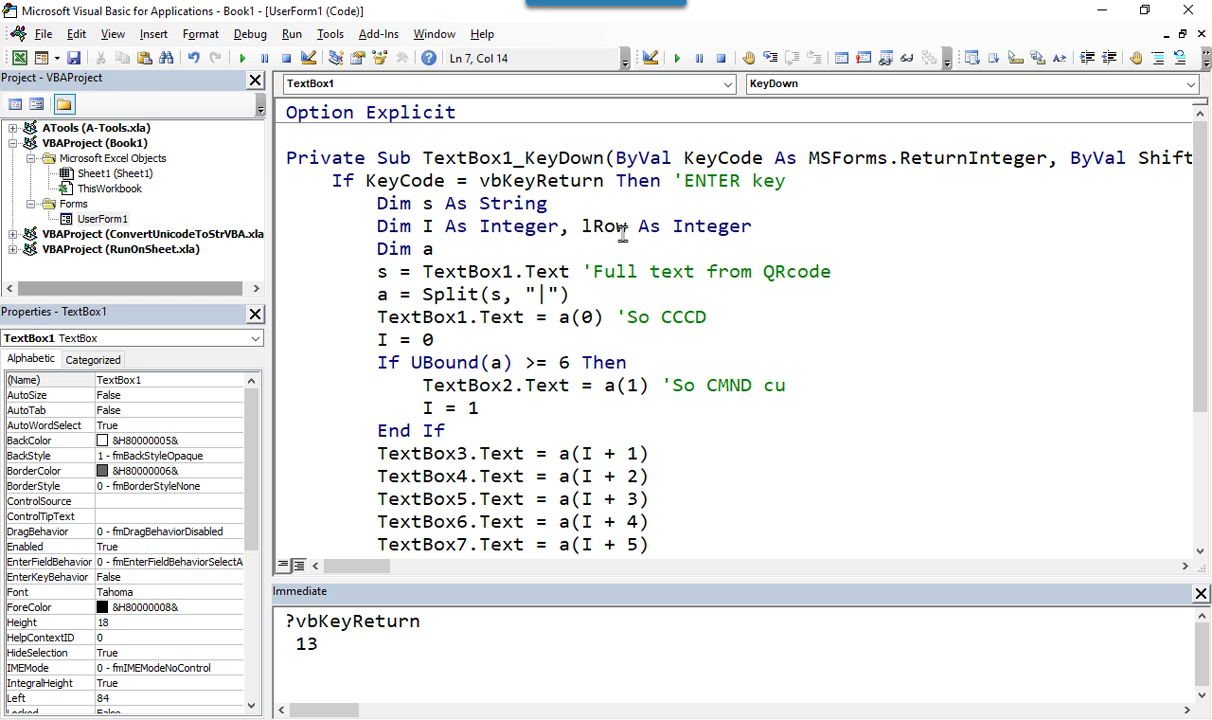 Microsoft Visual Basic for Applications - Book1 - [UserForm1 (Code)]
File Edit View Insert Format Debug Run Tools Add-Ins Window Help
Ln 7, Col 14
Project - VBAProject
ATools (A-Tools.xla)
VBAProject (Book1)
Microsoft Excel Objects
Sheet1 (Sheet1)
ThisWorkbook
Forms
UserForm1
VBAProject (ConvertUnicodeToStrVBA.xla
VBAProject (RunOnSheet.xla)
Properties - TextBox1
TextBox1 TextBox
Alphabetic Categorized
(Name) TextBox1
AutoSize False
AutoTab False
AutoWordSelect True
BackColor &H80000005&
BackStyle 1 - fmBackStyleOpaque
BorderColor &H80000006&
BorderStyle 0 - fmBorderStyleNone
ControlSource
ControlTipText
DragBehavior 0 - fmDragBehaviorDisabled
Enabled True
EnterFieldBehavior 0 - fmEnterFieldBehaviorSelectA
EnterKeyBehavior False
Font Tahoma
ForeColor &H80000008&
Height 18
HelpContextID 0
HideSelection True
IMEMode 0 - fmIMEModeNoControl
IntegralHeight True
Left 84
Locked False
TextBox1 KeyDown
Option Explicit
Private Sub TextBox1_KeyDown(ByVal KeyCode As MSForms.ReturnInteger, ByVal Shift
If KeyCode = vbKeyReturn Then 'ENTER key
Dim s As String
Dim I As Integer, lRow As Integer
Dim a
s = TextBox1.Text 'Full text from QRcode
a = Split(s, "|")
TextBox1.Text = a(0) 'So CCCD
I = 0
If UBound(a) >= 6 Then
TextBox2.Text = a(1) 'So CMND cu
I = 1
End If
TextBox3.Text = a(I + 1)
TextBox4.Text = a(I + 2)
TextBox5.Text = a(I + 3)
TextBox6.Text = a(I + 4)
TextBox7.Text = a(I + 5)
Immediate
?vbKeyReturn
13